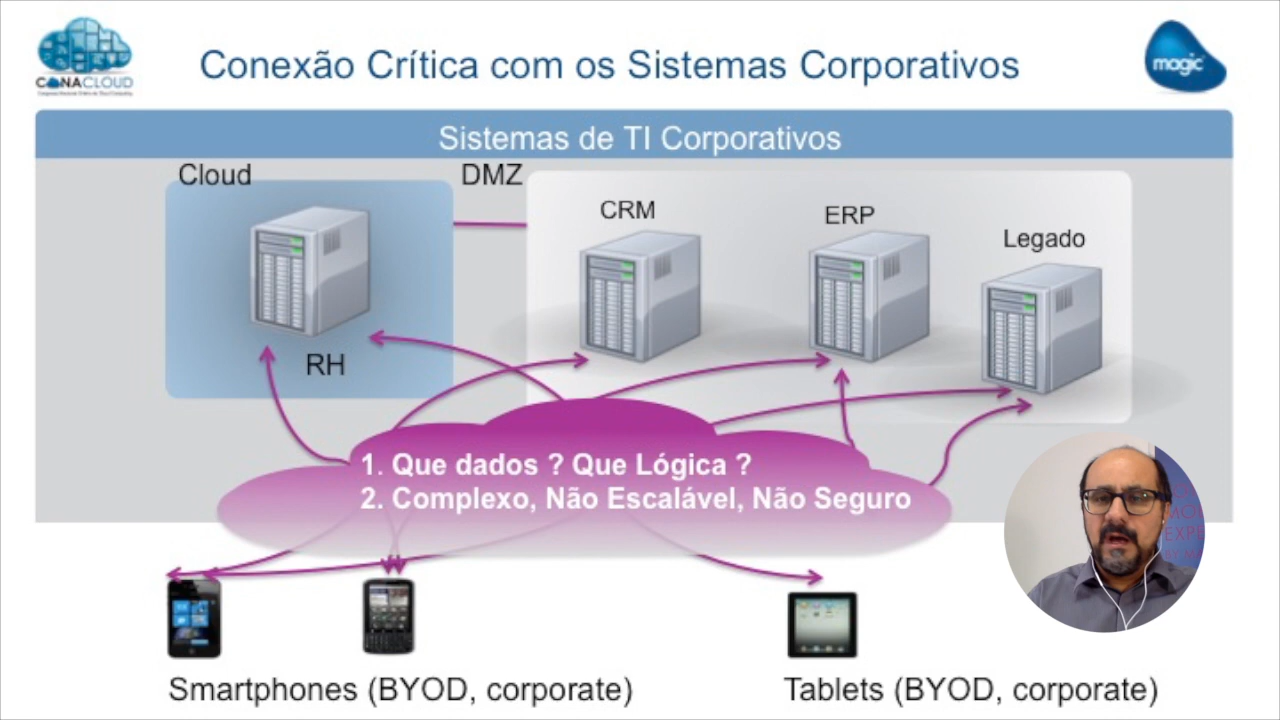 CONACLOUD
Conexão Crítica com os Sistemas Corporativos
magic
Sistemas de TI Corporativos
Cloud
DMZ
CRM
ERP
Legado
RH
1. Que dados ? Que Lógica ?
2. Complexo, Não Escalável, Não Seguro
Smartphones (BYOD, corporate)
Tablets (BYOD, corporate)